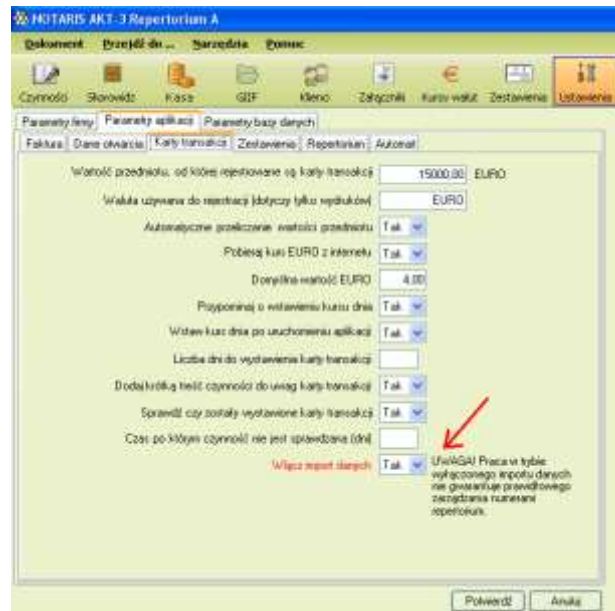 NOTARIS AKT-3 Repertorium A
Dokument Przejdź do ... Narzędzia Pomoc
Czynności Skorowidz Kasa GIIF Klienci Załączniki Kursy walut Zestawienia Ustawienia
Parametry firmy Parametry aplikacji Parametry bazy danych
Faktura Dane otwarcia Karty transakcji Zestawienia Repertorium Automat
Wartość przedmiotu, od której rejestrowane są karty transakcji 15000,00 EURO
Waluta używana do rejestracji (dotyczy tylko wydruków) EURO
Automatyczne przeliczanie wartości przedmiotu Tak
Pobieraj kurs EURO z internetu Tak
Domyślna wartość EURO 4,00
Przypominaj o wstawieniu kursu dnia Tak
Wstaw kurs dnia po uruchomieniu aplikacji Tak
Liczba dni do wystawienia karty transakcji
Dodaj krótką treść czynności do uwag karty transakcji Tak
Sprawdź czy zostały wystawione karty transakcji Tak
Czas po którym czynność nie jest sprawdzana (dni)
Włącz import danych Tak
UWAGA! Praca w trybie
wyłączonego importu danych
nie gwarantuje prawidłowego
zarządzania numerami
repertorium.
Potwierdź Anuluj